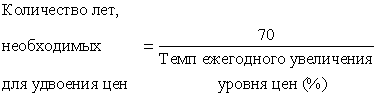 Количество лет,
необходимых
для удвоения цен
=
70
Темп ежегодного увеличения
уровня цен (%)